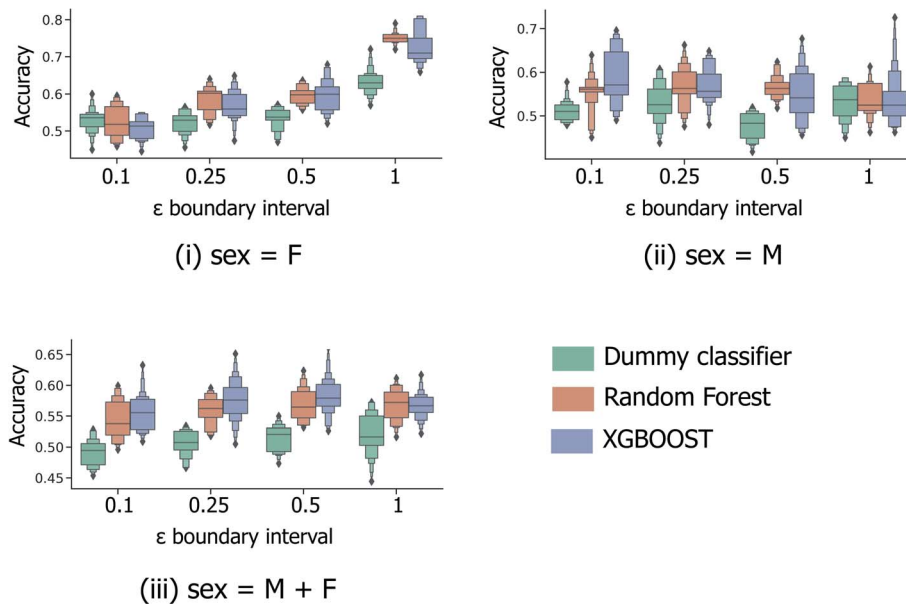 Accuracy
0.8
0.7
0.6
0.5
0.1 0.25 0.5 1
ε boundary interval
(i) sex = F
Accuracy
0.7
0.6
0.5
0.1 0.25 0.5 1
ε boundary interval
(ii) sex = M
Accuracy
0.65
0.60
0.55
0.50
0.45
0.1 0.25 0.5 1
ε boundary interval
(iii) sex = M + F
Dummy classifier
Random Forest
XGBOOST